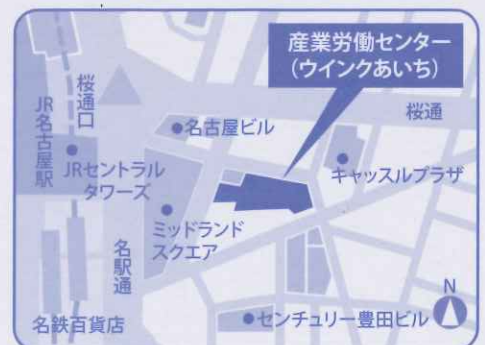 産業労働センター
(ウインクあいち)
桜通口
JR名古屋駅
名古屋ビル
桜通
JRセントラル
タワーズ
キャッスルプラザ
ミッドランド
スクエア
名駅通
名鉄百貨店
センチュリー豊田ビル
N